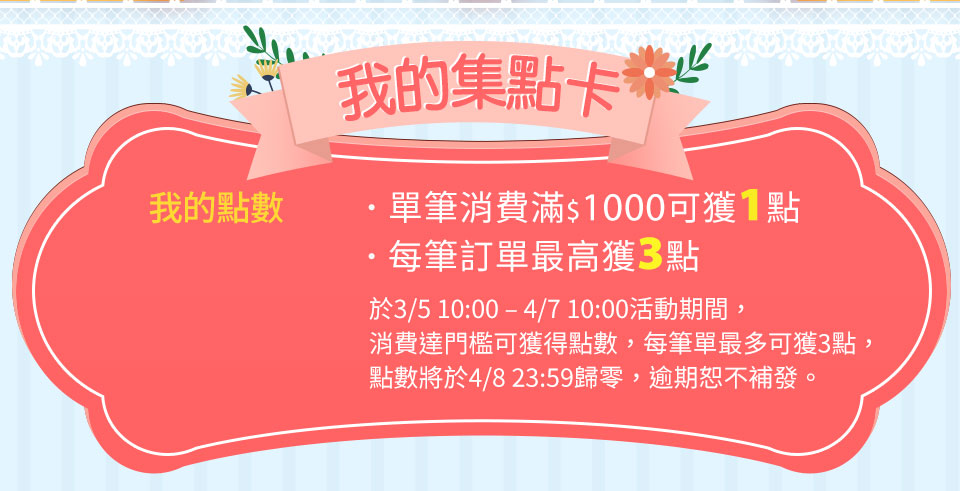 我的集點卡
我的點數
・單筆消費滿$1000可獲1點
・每筆訂單最高獲3點
於3/5 10:00 – 4/7 10:00活動期間，
消費達門檻可獲得點數，每筆單最多可獲3點，
點數將於4/8 23:59歸零，逾期恕不補發。